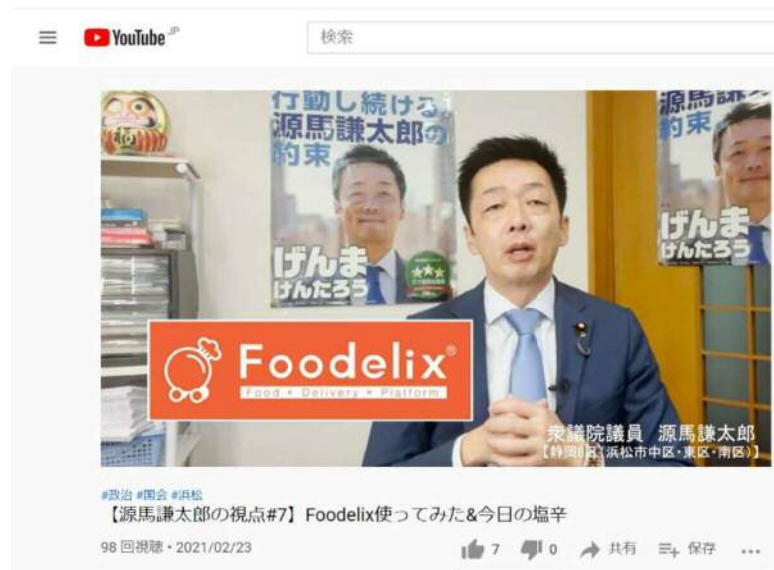 YouTube JP
検索
行動し続ける。
源馬謙太郎の
約束
げんま
けんたろう
源馬謙太
約束
げんま
けんたろう
Foodelix®
Food × Delivery × Platform
衆議院議員 源馬謙太郎
【静岡8区(浜松市中区・東区・南区)】
#政治 #国会 #浜松
【源馬謙太郎の視点#7】Foodelix使ってみた&今日の塩辛
98 回視聴・2021/02/23
7
0
共有
保存